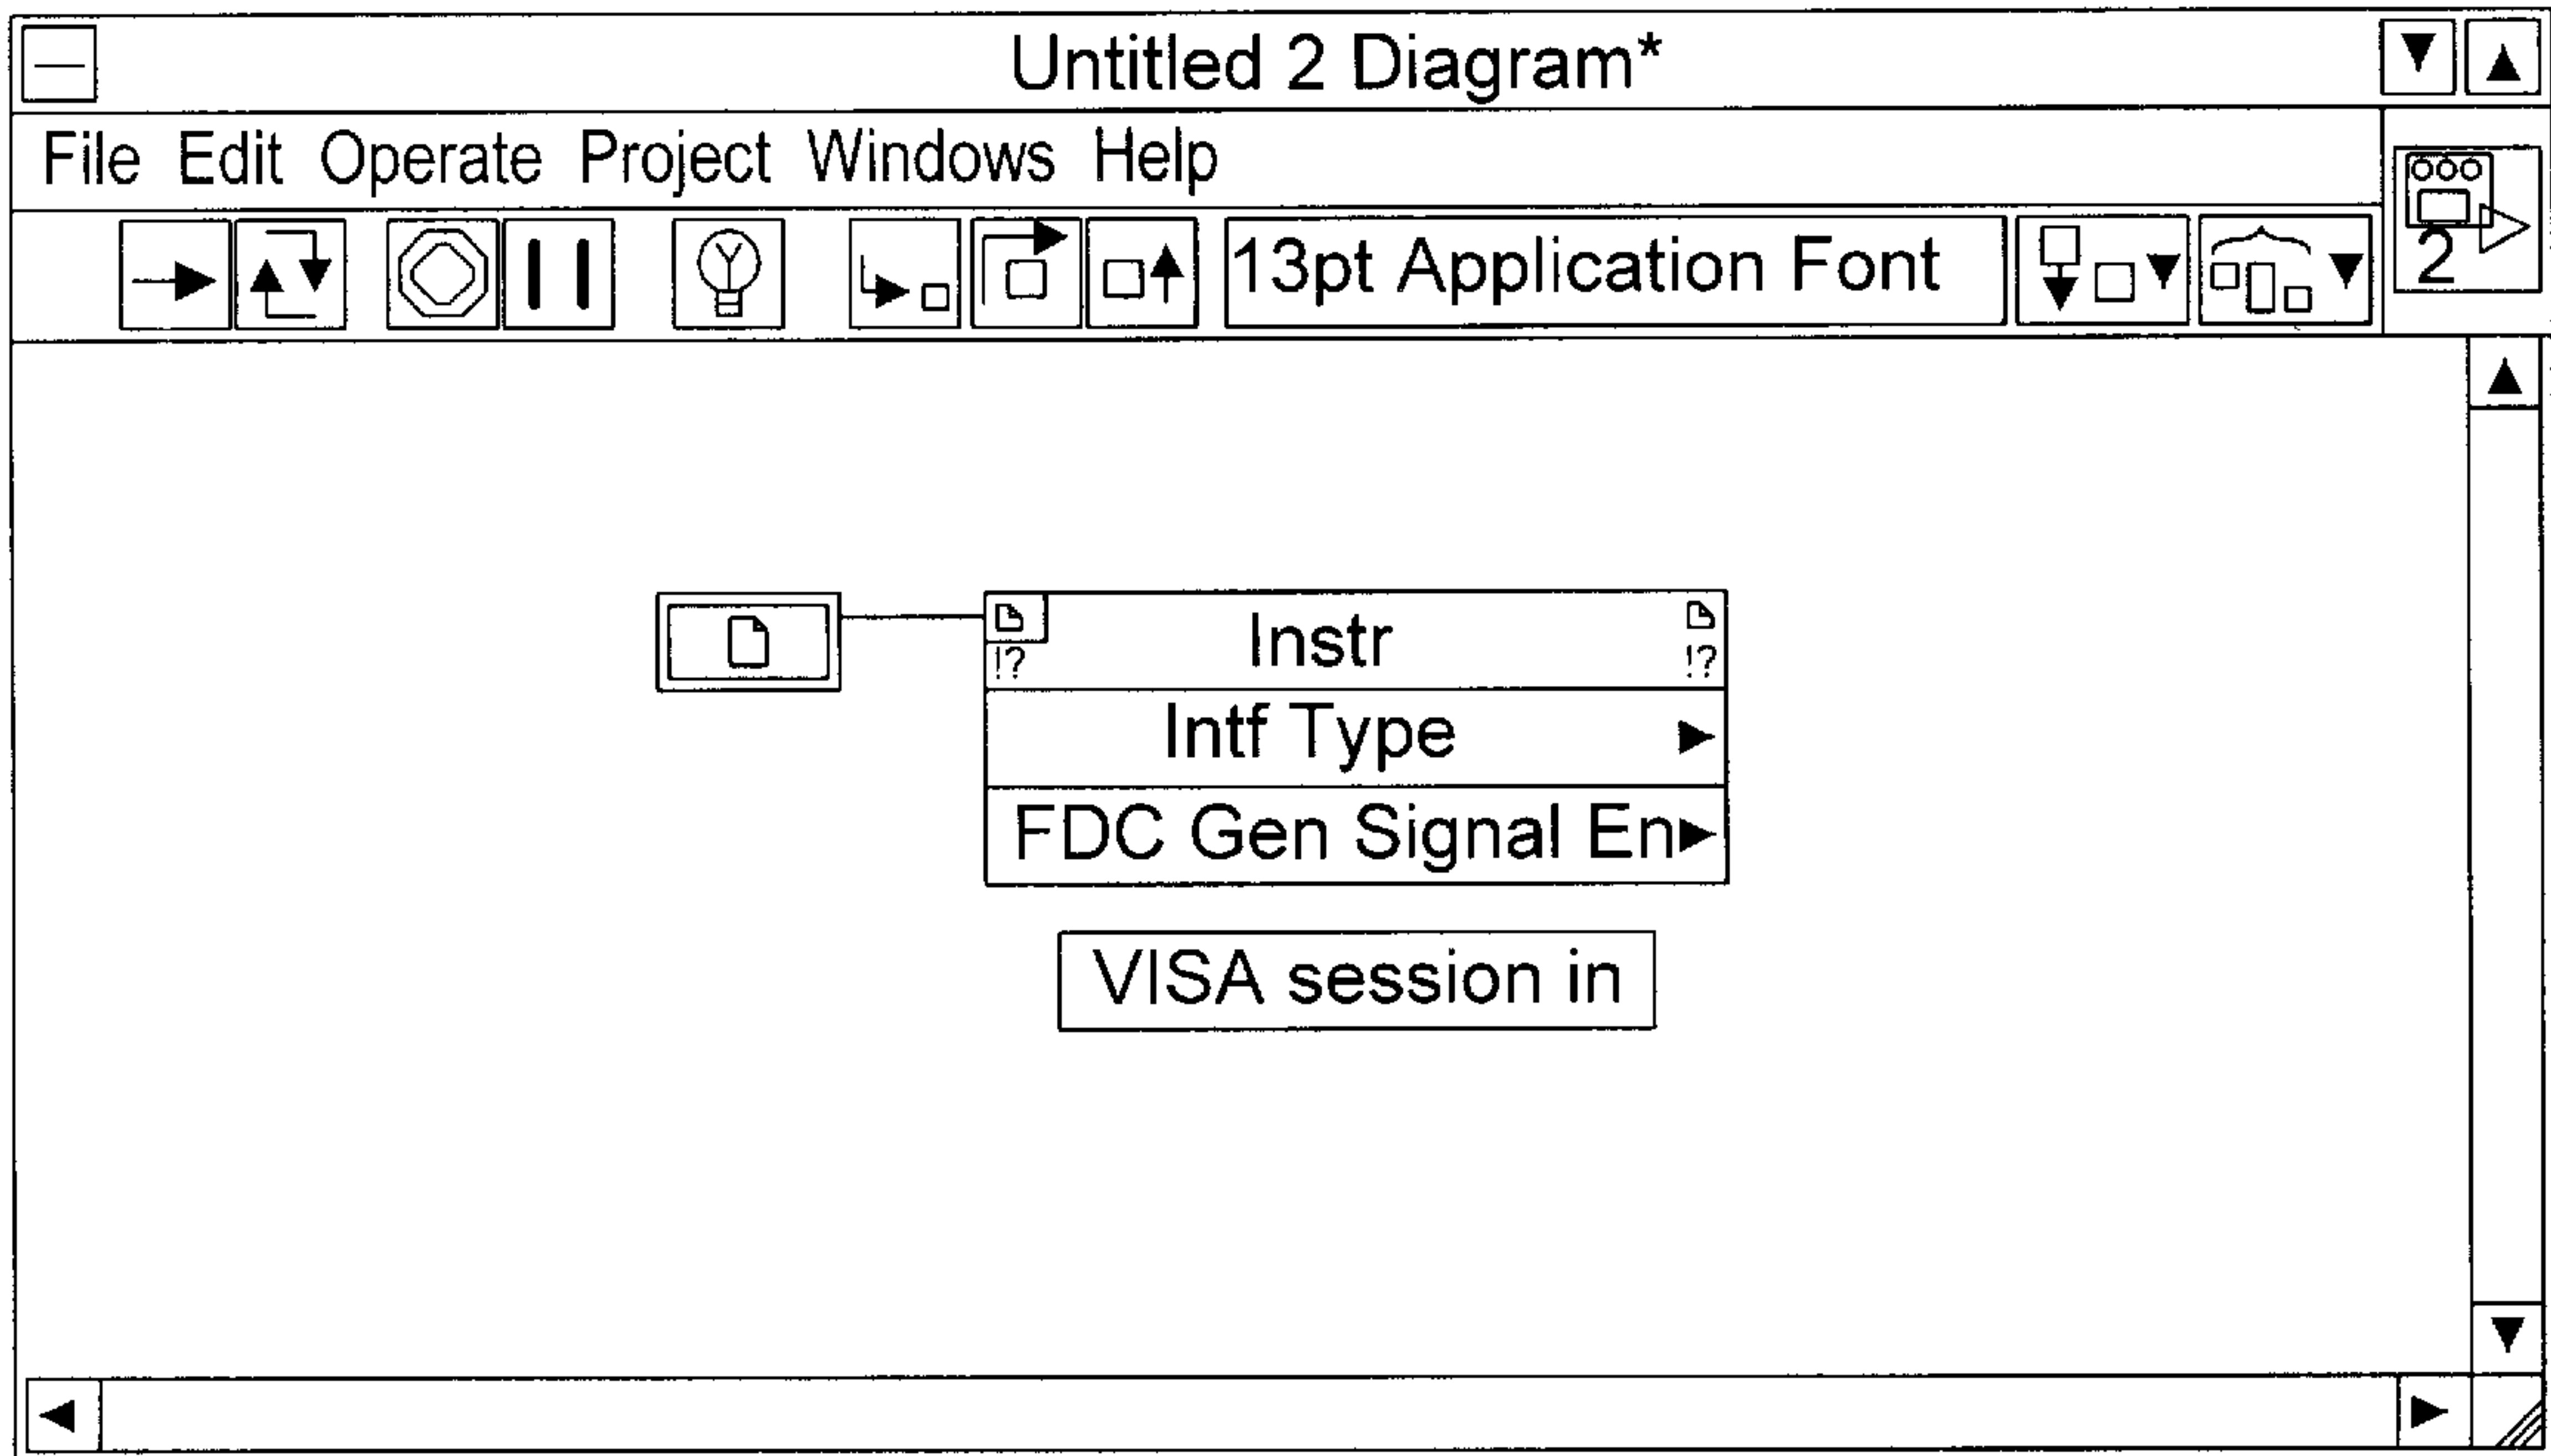 Untitled 2 Diagram*
File Edit Operate Project Windows Help
13pt Application Font
2
!? Instr !?
Intf Type
FDC Gen Signal En
VISA session in